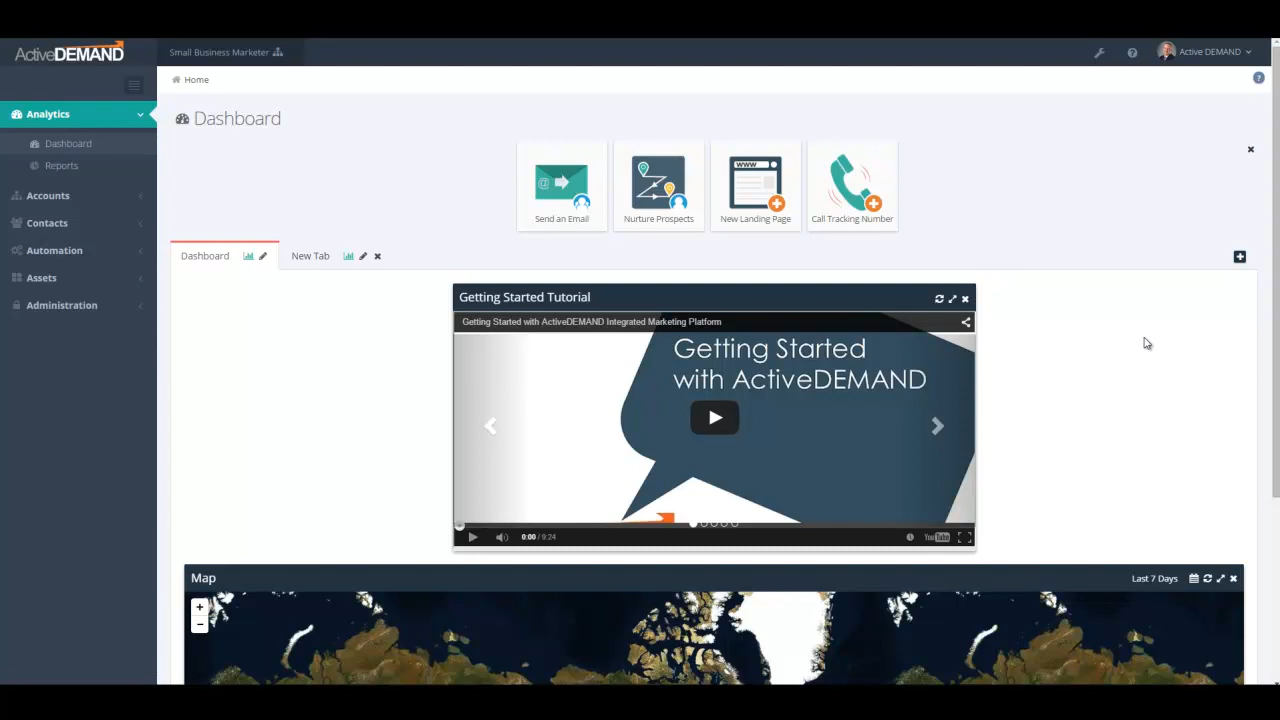 ActiveDEMAND
Small Business Marketer
Active DEMAND
Home
Analytics
Dashboard
Reports
Accounts
Contacts
Automation
Assets
Administration
Dashboard
@
WWW
Send an Email
Nurture Prospects
New Landing Page
Call Tracking Number
Dashboard
New Tab
Getting Started Tutorial
Getting Started with ActiveDEMAND Integrated Marketing Platform
Getting Started
with ActiveDEMAND
0:00 / 9:24
YouTube
Map
Last 7 Days
+
−